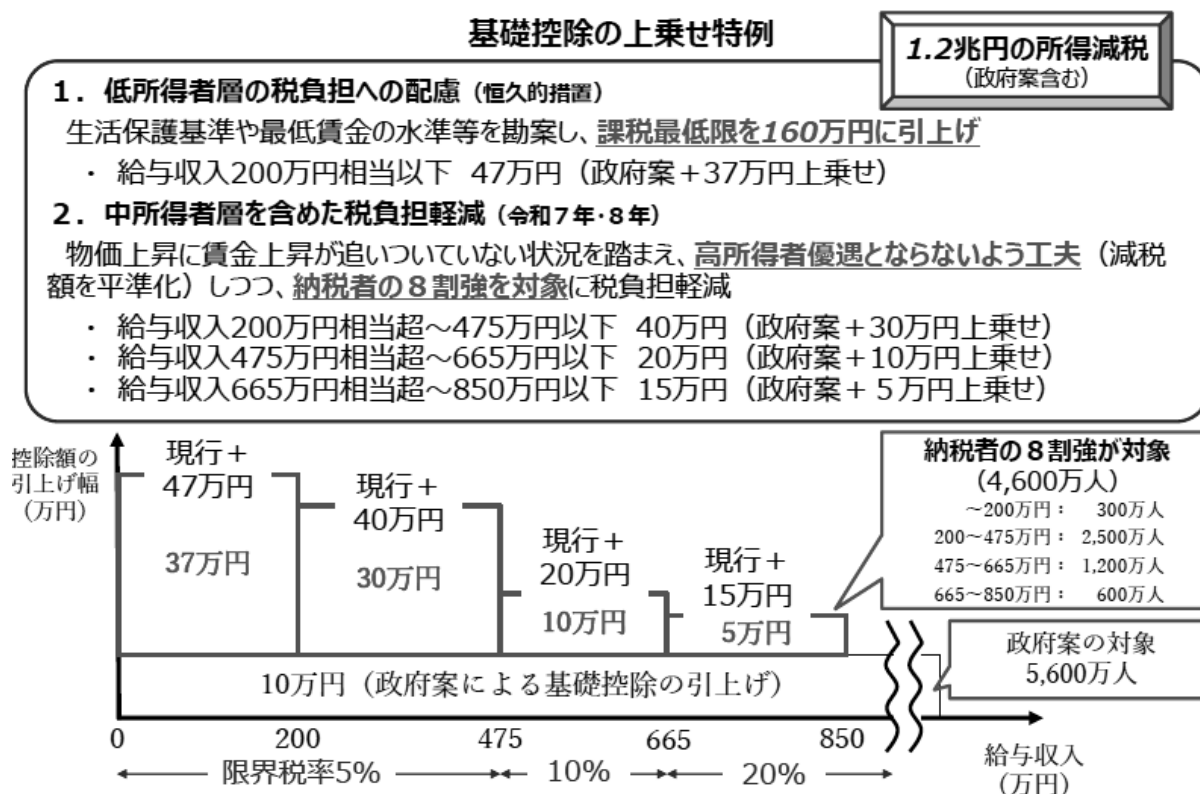 基礎控除の上乗せ特例
1.2兆円の所得減税
(政府案含む)
１．低所得者層の税負担への配慮（恒久的措置）
生活保護基準や最低賃金の水準等を勘案し、課税最低限を160万円に引上げ
・ 給与収入200万円相当以下 47万円（政府案＋37万円上乗せ）
２．中所得者層を含めた税負担軽減（令和７年・８年）
物価上昇に賃金上昇が追いついていない状況を踏まえ、高所得者優遇とならないよう工夫（減税
額を平準化）しつつ、納税者の８割強を対象に税負担軽減
・ 給与収入200万円相当超～475万円以下 40万円（政府案＋30万円上乗せ）
・ 給与収入475万円相当超～665万円以下 20万円（政府案＋10万円上乗せ）
・ 給与収入665万円相当超～850万円以下 15万円（政府案＋５万円上乗せ）
控除額の
引上げ幅
（万円）
現行＋
47万円
37万円
現行＋
40万円
30万円
現行＋
20万円
10万円
現行＋
15万円
5万円
納税者の８割強が対象
（4,600万人）
～200万円： 300万人
200～475万円： 2,500万人
475～665万円： 1,200万人
665～850万円： 600万人
政府案の対象
5,600万人
10万円（政府案による基礎控除の引上げ）
0 200 475 665 850
給与収入
（万円）
限界税率5% 10% 20%